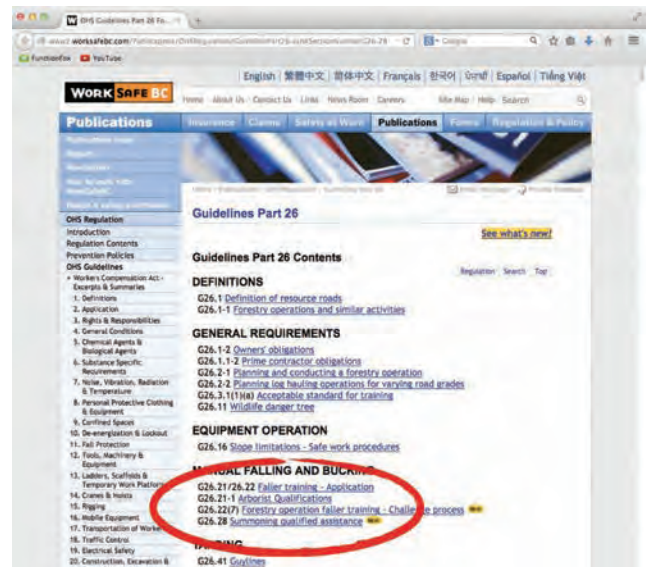 OHS Guidelines Part 26 Fo...
Google
FunctionFox YouTube
English 繁體中文 简体中文 Français 한국어 ਪੰਜਾਬੀ Español Tiếng Việt
WORK SAFE BC
Home About Us Contact Us Links News Room Careers Site Map Help Search
Publications
Insurance Claims Safety at Work Publications Forms Regulation & Policy
Guidelines Part 26
See what's new!
Guidelines Part 26 Contents
Regulation Search Top
DEFINITIONS
G26.1 Definition of resource roads
G26.1-1 Forestry operations and similar activities
GENERAL REQUIREMENTS
G26.1-2 Owners' obligations
G26.1.1-2 Prime contractor obligations
G26.2-1 Planning and conducting a forestry operation
G26.2-2 Planning log hauling operations for varying road grades
G26.3.1(1)(a) Acceptable standard for training
G26.11 Wildlife danger tree
EQUIPMENT OPERATION
G26.16 Slope limitations - Safe work procedures
MANUAL FALLING AND BUCKING
G26.21/26.22 Faller training - Application
G26.21-1 Arborist Qualifications
G26.22(7) Forestry operation faller training - Challenge process
G26.28 Summoning qualified assistance
G26.41 Guylines
OHS Regulation
Introduction
Regulation Contents
Prevention Policies
OHS Guidelines
Workers Compensation Act -
Excerpts & Summaries
1. Definitions
2. Application
3. Rights & Responsibilities
4. General Conditions
5. Chemical Agents &
Biological Agents
6. Substance Specific
Requirements
7. Noise, Vibration, Radiation
& Temperature
8. Personal Protective Clothing
& Equipment
9. Confined Spaces
10. De-energization & Lockout
11. Fall Protection
12. Tools, Machinery &
Equipment
13. Ladders, Scaffolds &
Temporary Work Platforms
14. Cranes & Hoists
15. Rigging
16. Mobile Equipment
17. Transportation of Workers
18. Traffic Control
19. Electrical Safety
20. Construction, Excavation &